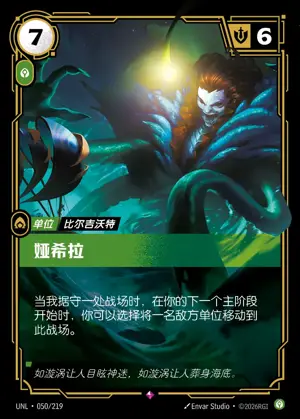 7
6
单位 比尔吉沃特
娅希拉
当我据守一处战场时,在你的下一个主阶段
开始时,你可以选择将一名敌方单位移动到
此战场。
如漩涡让人目眩神迷,如漩涡让人葬身海底。
UNL • 050/219
Envar Studio • ©2026RGI